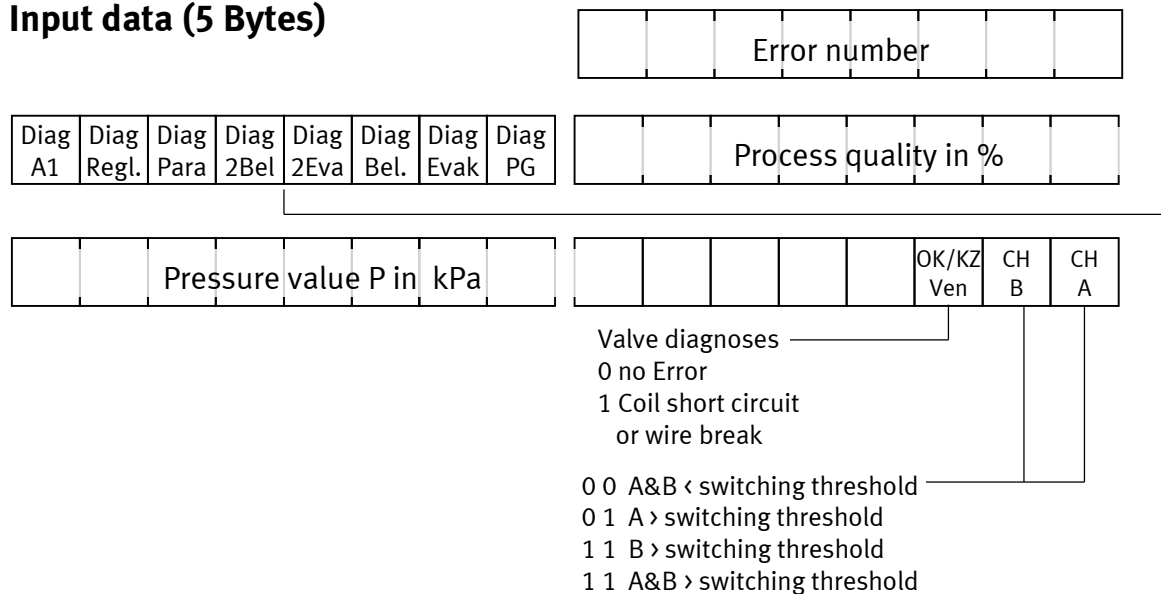 Input data (5 Bytes)
Error number
Diag Diag Diag Diag Diag Diag Diag Diag
A1 Regl. Para 2Bel 2Eva Bel. Evak PG
Process quality in %
Pressure value P in kPa
OK/KZ CH CH
Ven B A
Valve diagnoses
0 no Error
1 Coil short circuit
or wire break
0 0 A&B < switching threshold
0 1 A > switching threshold
1 1 B > switching threshold
1 1 A&B > switching threshold